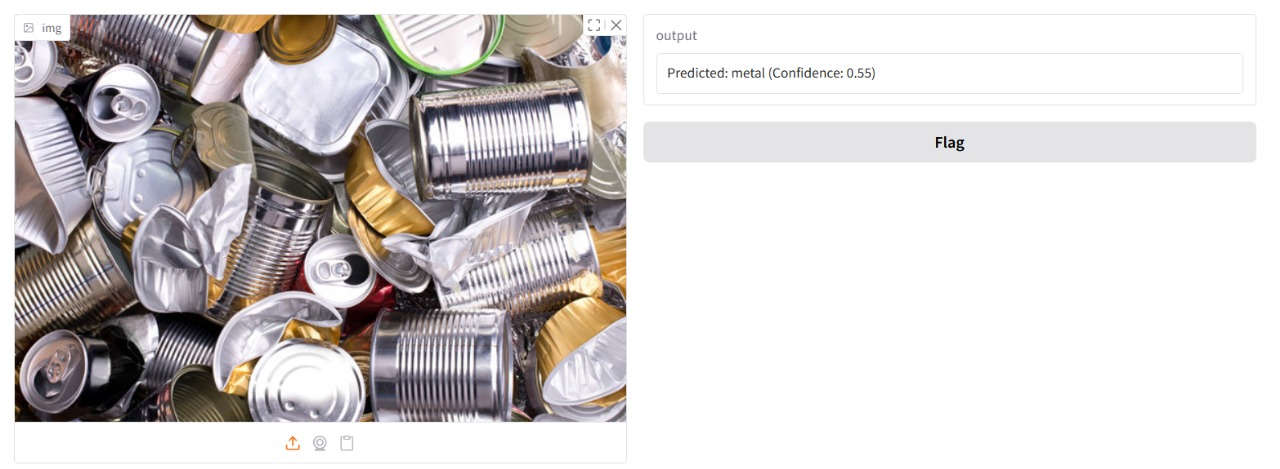 img
output
Predicted: metal (Confidence: 0.55)
Flag